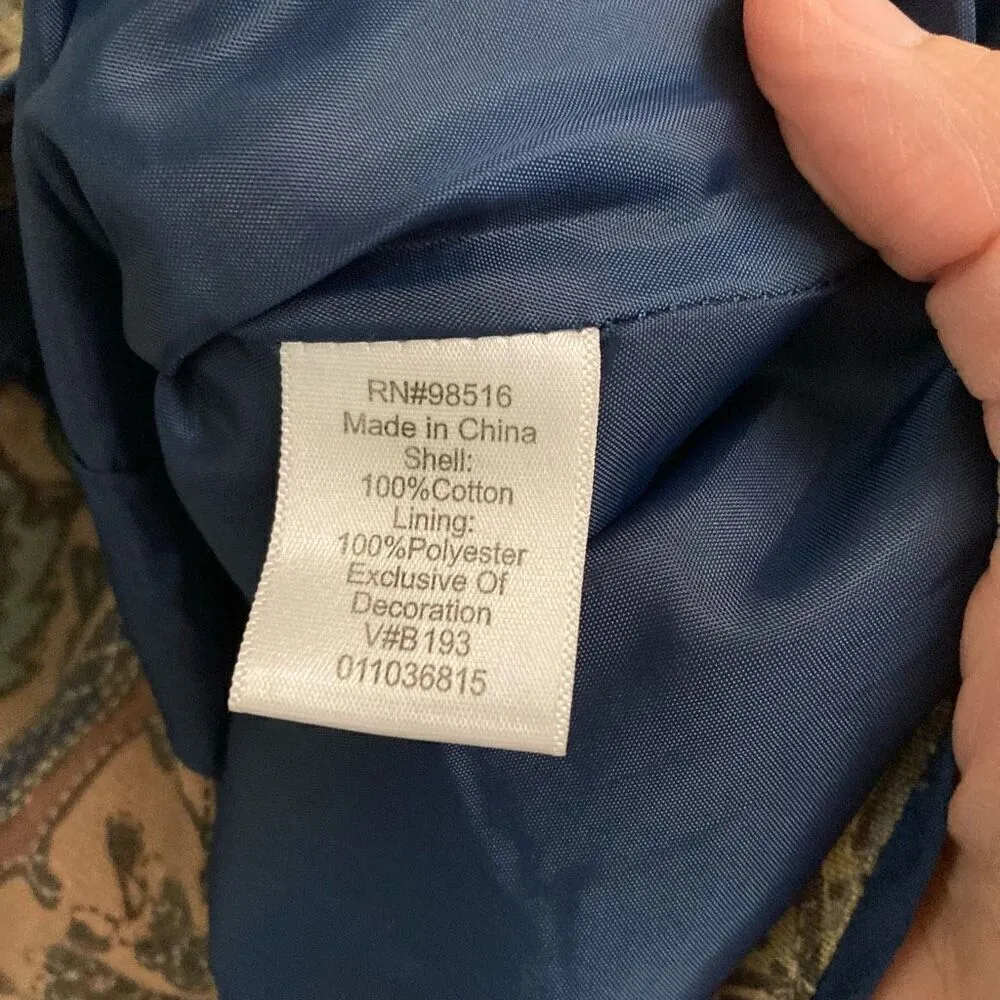 RN#98516
Made in China
Shell:
100%Cotton
Lining:
100%Polyester
Exclusive Of
Decoration
V#B193
011036815